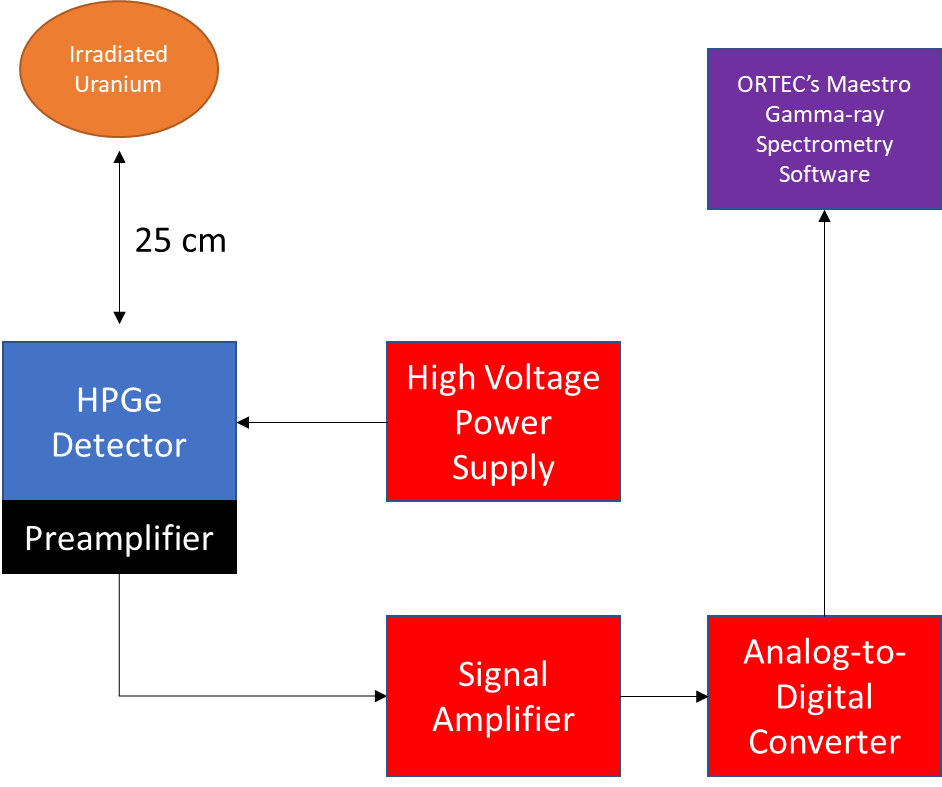 Irradiated
Uranium
ORTEC’s Maestro
Gamma-ray
Spectrometry
Software
25 cm
HPGe
Detector
High Voltage
Power
Supply
Preamplifier
Signal
Amplifier
Analog-to-
Digital
Converter